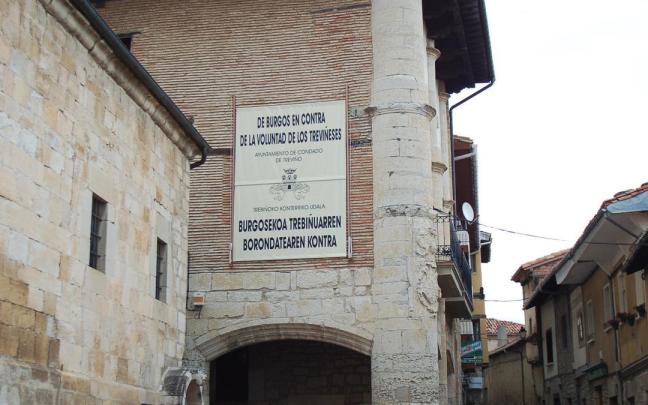 DE BURGOS EN CONTRA
DE LA VOLUNTAD DE LOS TREVIÑESES
AYUNTAMIENTO DE CONDADO
DE TREVIÑO
TREBIÑOKO KONTERRIKO UDALA
BURGOSEKOA TREBIÑUARREN
BORONDATEAREN KONTRA